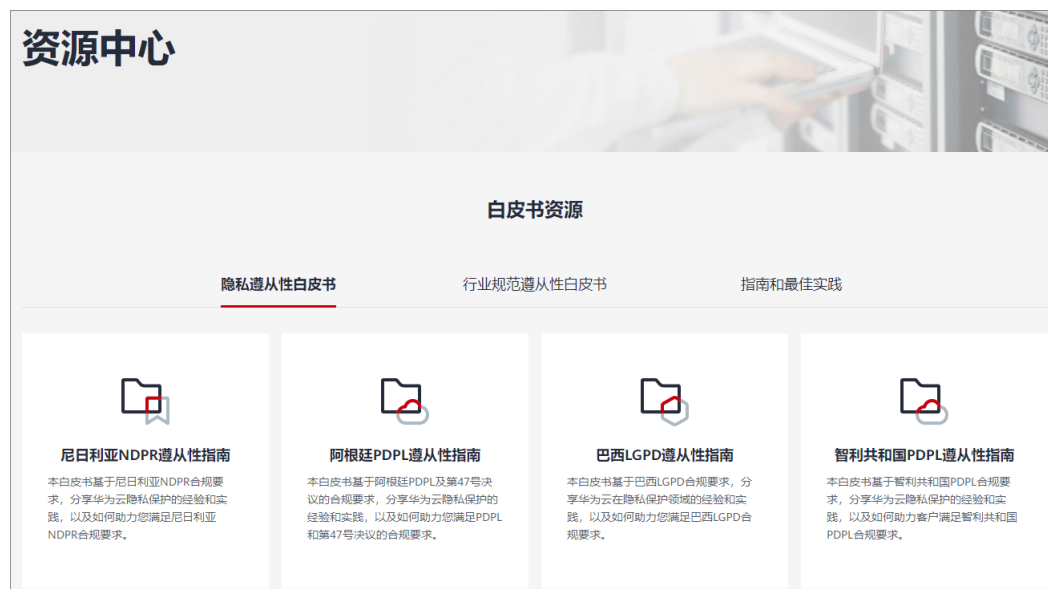 资源中心
白皮书资源
隐私遵从性白皮书
行业规范遵从性白皮书
指南和最佳实践
尼日利亚NDPR遵从性指南
本白皮书基于尼日利亚NDPR合规要
求，分享华为云隐私保护的经验和实
践，以及如何助力您满足尼日利亚
NDPR合规要求。
阿根廷PDPL遵从性指南
本白皮书基于阿根廷PDPL及第47号决
议的合规要求，分享华为云隐私保护的
经验和实践，以及如何助力您满足PDPL
和第47号决议的合规要求。
巴西LGPD遵从性指南
本白皮书基于巴西LGPD合规要求，分
享华为云在隐私保护领域的经验和实
践，以及如何助力您满足巴西LGPD合
规要求。
智利共和国PDPL遵从性指南
本白皮书基于智利共和国PDPL合规要
求，分享华为云隐私保护的经验和实
践，以及如何助力客户满足智利共和国
PDPL合规要求。